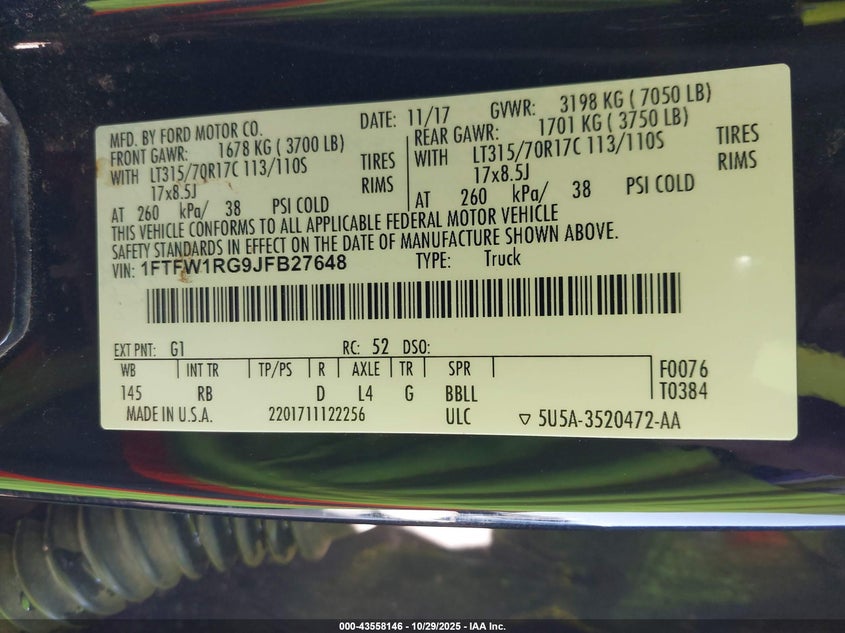 MFD. BY FORD MOTOR CO. DATE: 11/17 GVWR: 3198 KG ( 7050 LB)
FRONT GAWR: 1678 KG ( 3700 LB) REAR GAWR: 1701 KG ( 3750 LB)
WITH LT315/70R17C 113/110S TIRES WITH LT315/70R17C 113/110S TIRES
17x8.5J RIMS 17x8.5J RIMS
AT 260 kPa/ 38 PSI COLD AT 260 kPa/ 38 PSI COLD
THIS VEHICLE CONFORMS TO ALL APPLICABLE FEDERAL MOTOR VEHICLE
SAFETY STANDARDS IN EFFECT ON THE DATE OF MANUFACTURE SHOWN ABOVE.
VIN: 1FTFW1RG9JFB27648 TYPE: Truck
EXT PNT: G1 RC: 52 DSO:
WB INT TR TP/PS R AXLE TR SPR F0076
145 RB D L4 G BBLL T0384
MADE IN U.S.A. 2201711122256 ULC ▽ 5U5A-3520472-AA
000-43558146 - 10/29/2025 - IAA Inc.